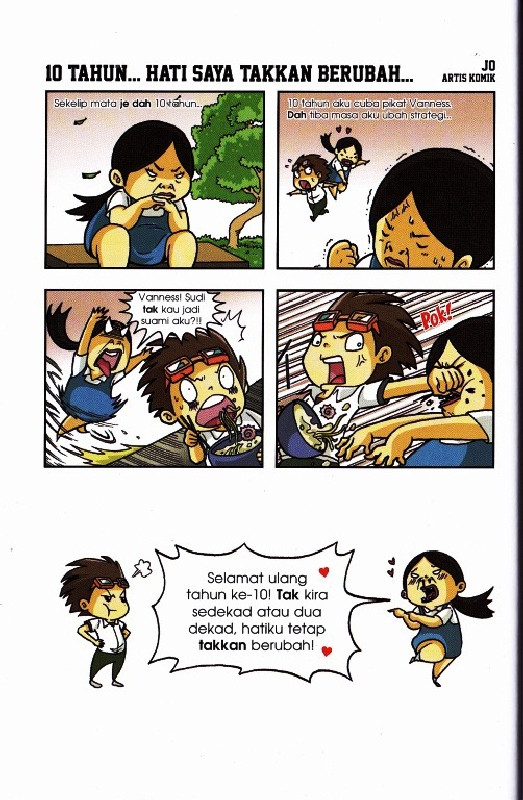 10 TAHUN... HATI SAYA TAKKAN BERUBAH...
JO
ARTIS KOMIK
Sekelip mata je dah 10 tahun...
10 tahun aku cuba pikat Vanness.
Dah tiba masa aku ubah strategi...
Vanness! Sudi
tak kau jadi
suami aku?!!!
Pok!
Selamat ulang
tahun ke-10! Tak kira
sedekad atau dua
dekad, hatiku tetap
takkan berubah!